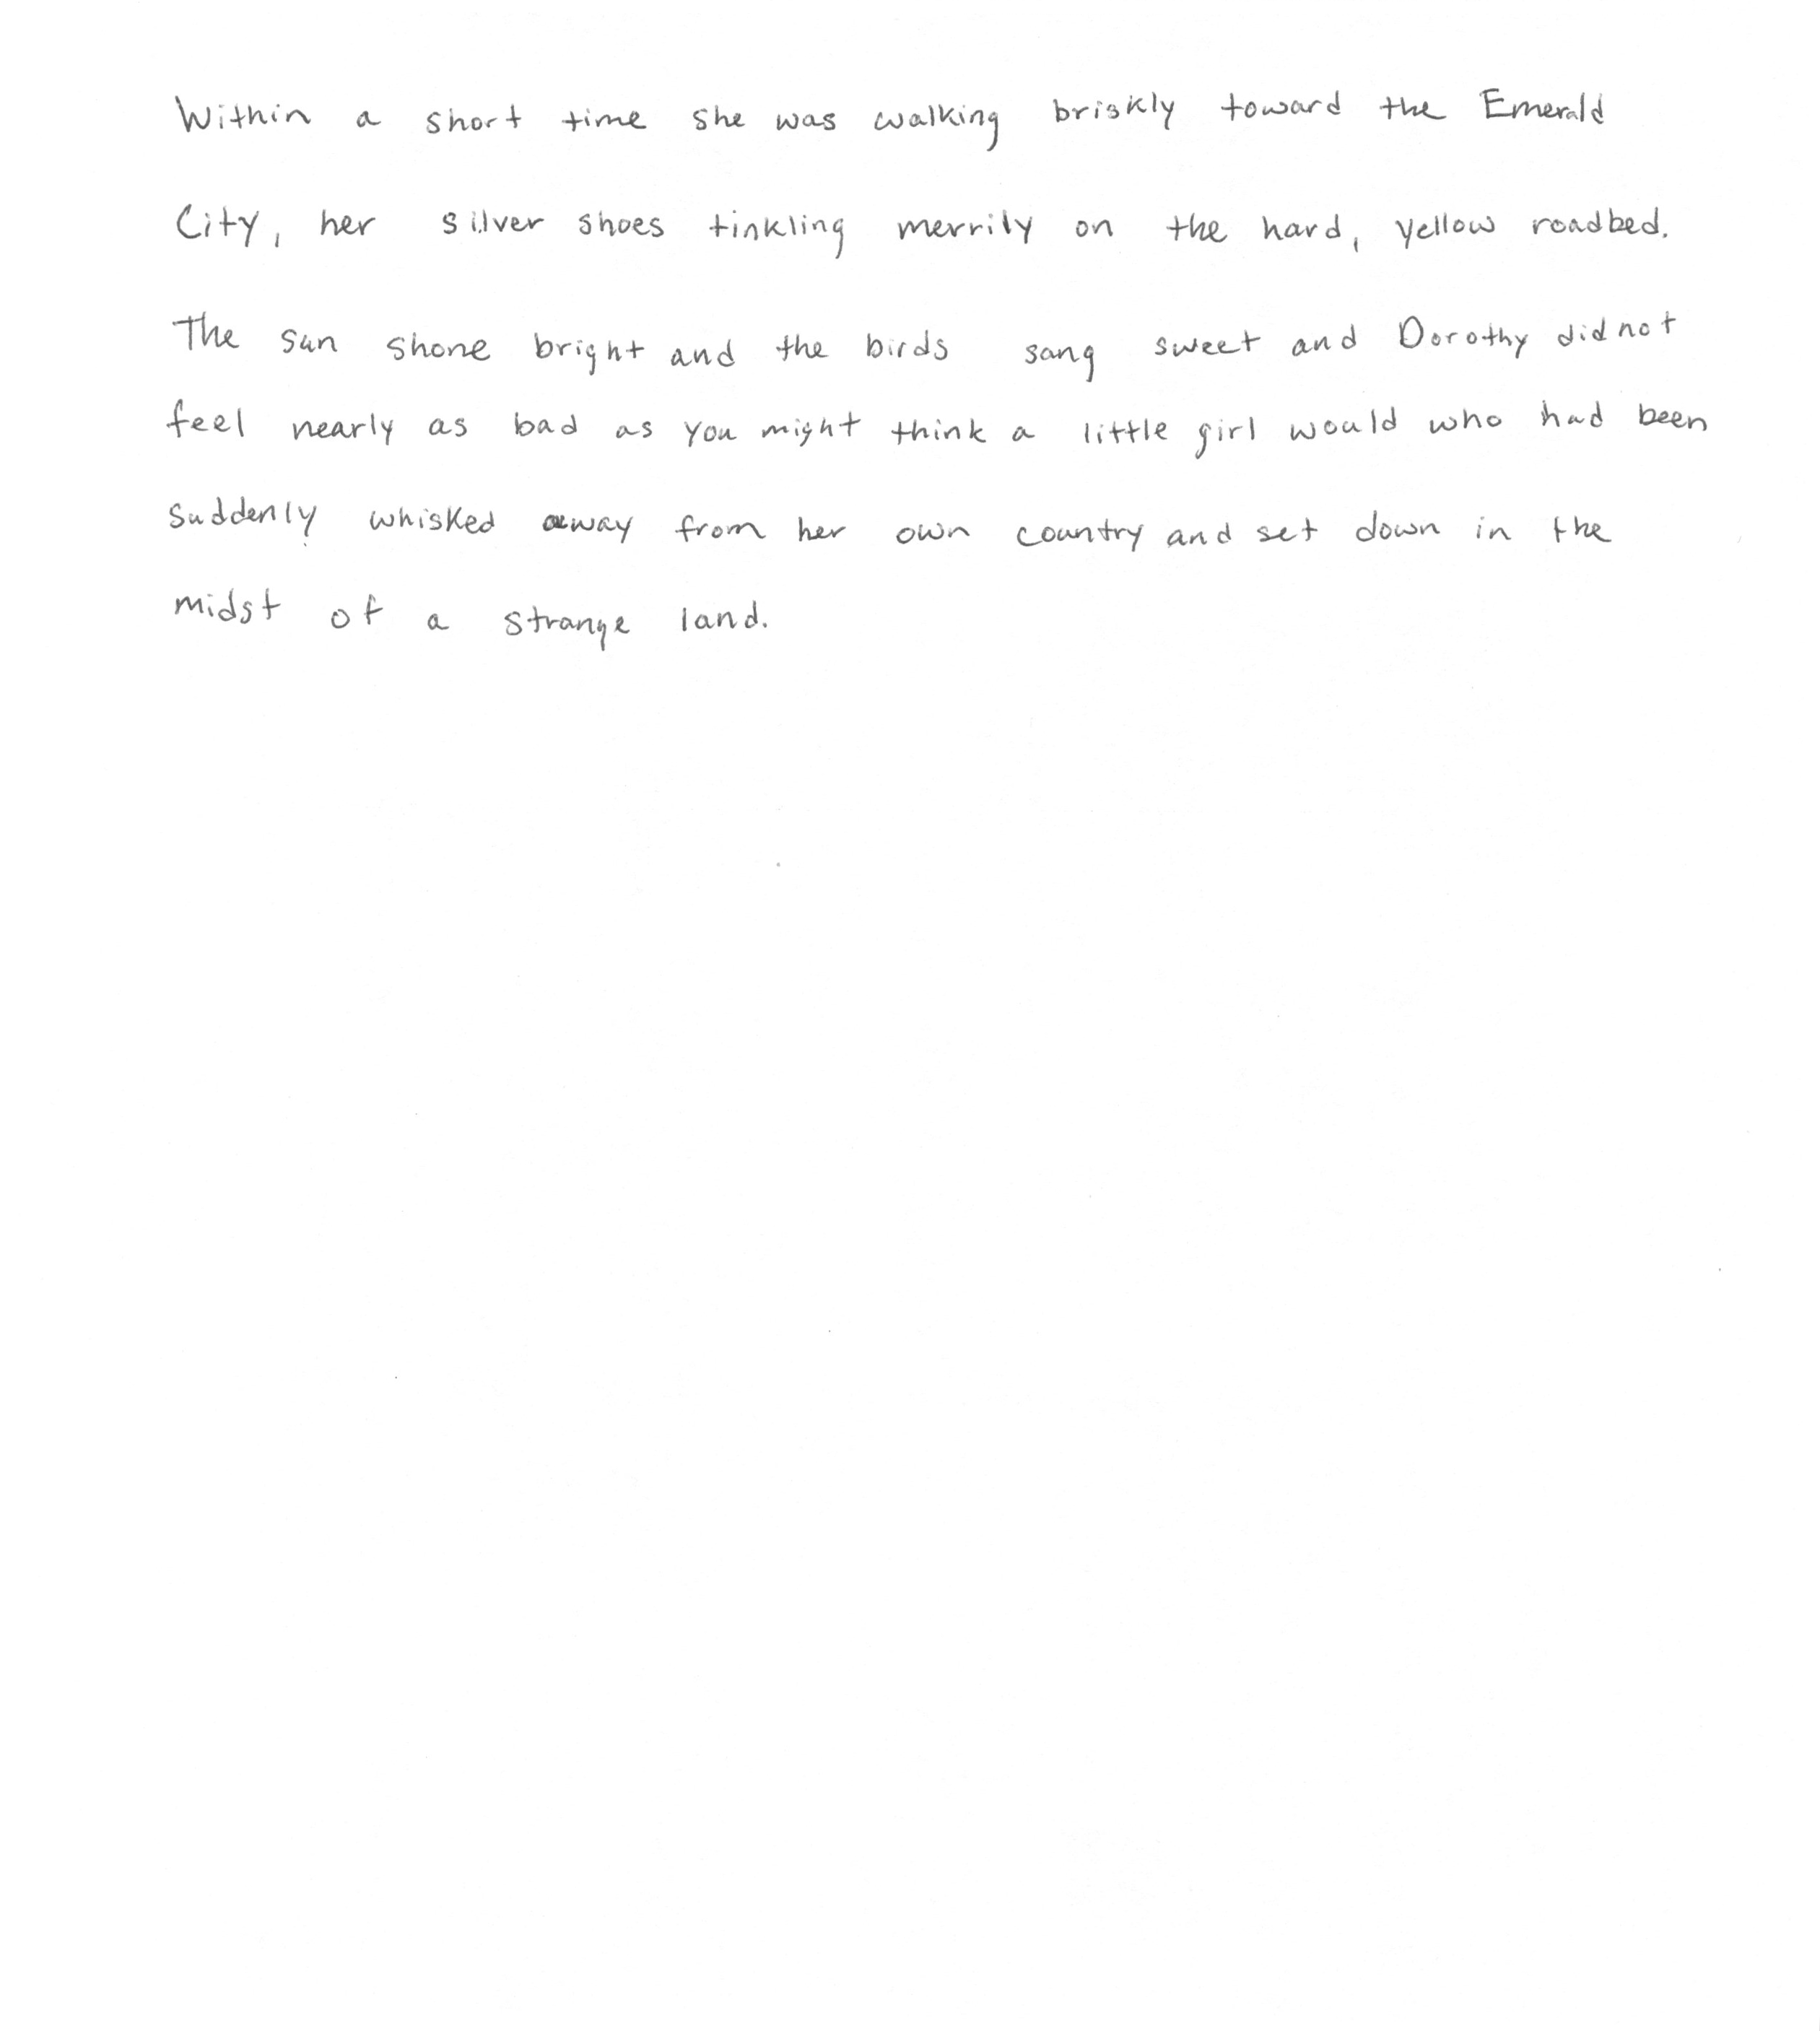 Within a short time she was walking briskly toward the Emerald
City, her silver shoes tinkling merrily on the hard, yellow roadbed.
The sun shone bright and the birds sang sweet and Dorothy did not
feel nearly as bad as you might think a little girl would who had been
suddenly whisked away from her own country and set down in the
midst of a strange land.